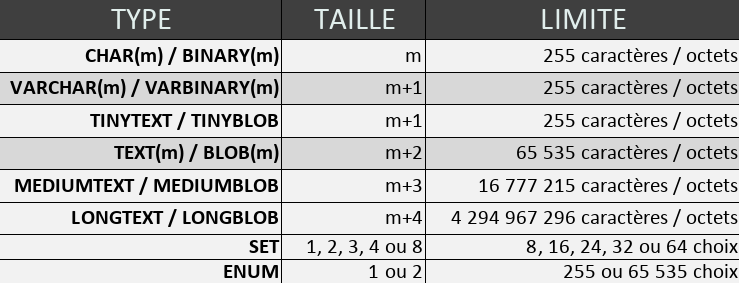 TYPE TAILLE LIMITE
CHAR(m) / BINARY(m) m 255 caractères / octets
VARCHAR(m) / VARBINARY(m) m+1 255 caractères / octets
TINYTEXT / TINYBLOB m+1 255 caractères / octets
TEXT(m) / BLOB(m) m+2 65 535 caractères / octets
MEDIUMTEXT / MEDIUMBLOB m+3 16 777 215 caractères / octets
LONGTEXT / LONGBLOB m+4 4 294 967 296 caractères / octets
SET 1, 2, 3, 4 ou 8 8, 16, 24, 32 ou 64 choix
ENUM 1 ou 2 255 ou 65 535 choix